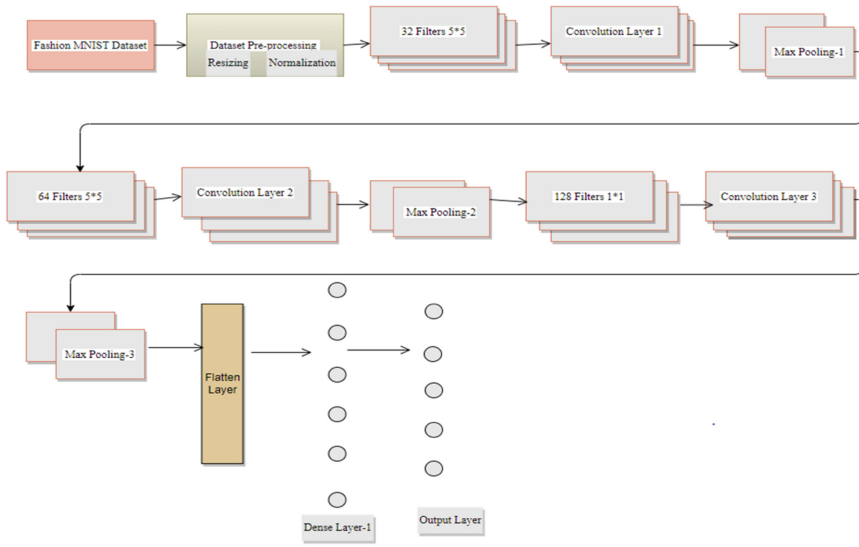 Fashion MNIST Dataset
Dataset Pre-processing
Resizing
Normalization
32 Filters 5*5
Convolution Layer 1
Max Pooling-1
64 Filters 5*5
Convolution Layer 2
Max Pooling-2
128 Filters 1*1
Convolution Layer 3
Max Pooling-3
Flatten
Layer
Dense Layer-1
Output Layer